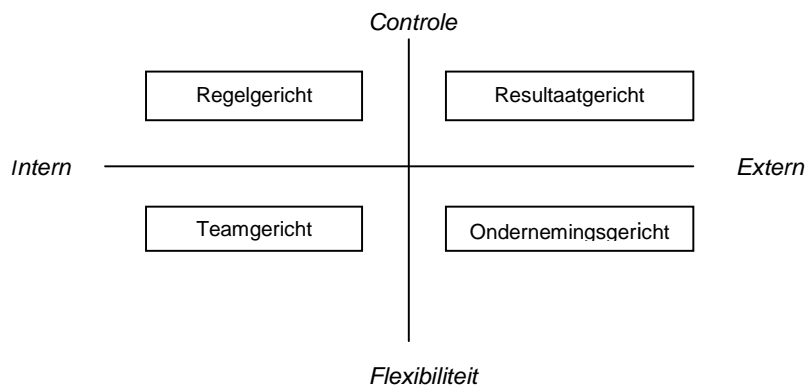 Controle
Regelgericht
Resultaatgericht
Intern
Extern
Teamgericht
Ondernemingsgericht
Flexibiliteit